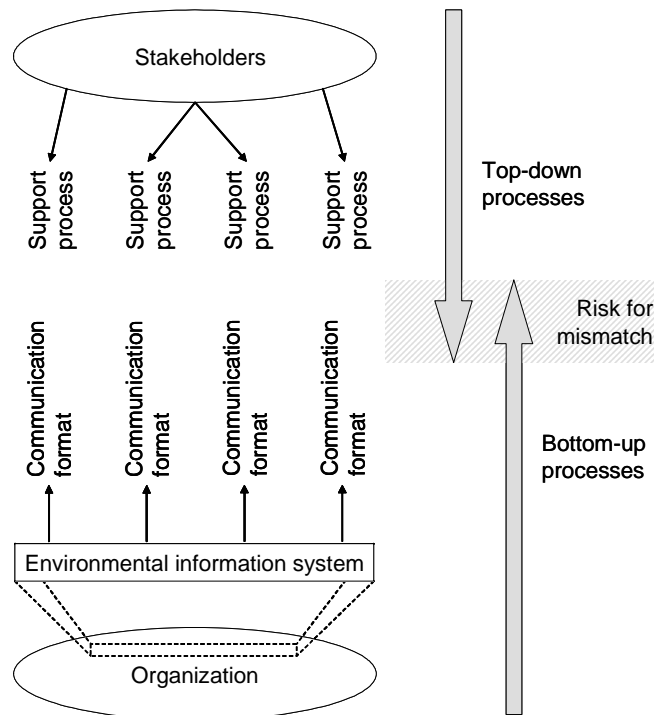 Stakeholders
Support
process
Support
process
Support
process
Support
process
Top-down
processes
Risk for
mismatch
Communication
format
Communication
format
Communication
format
Communication
format
Bottom-up
processes
Environmental information system
Organization